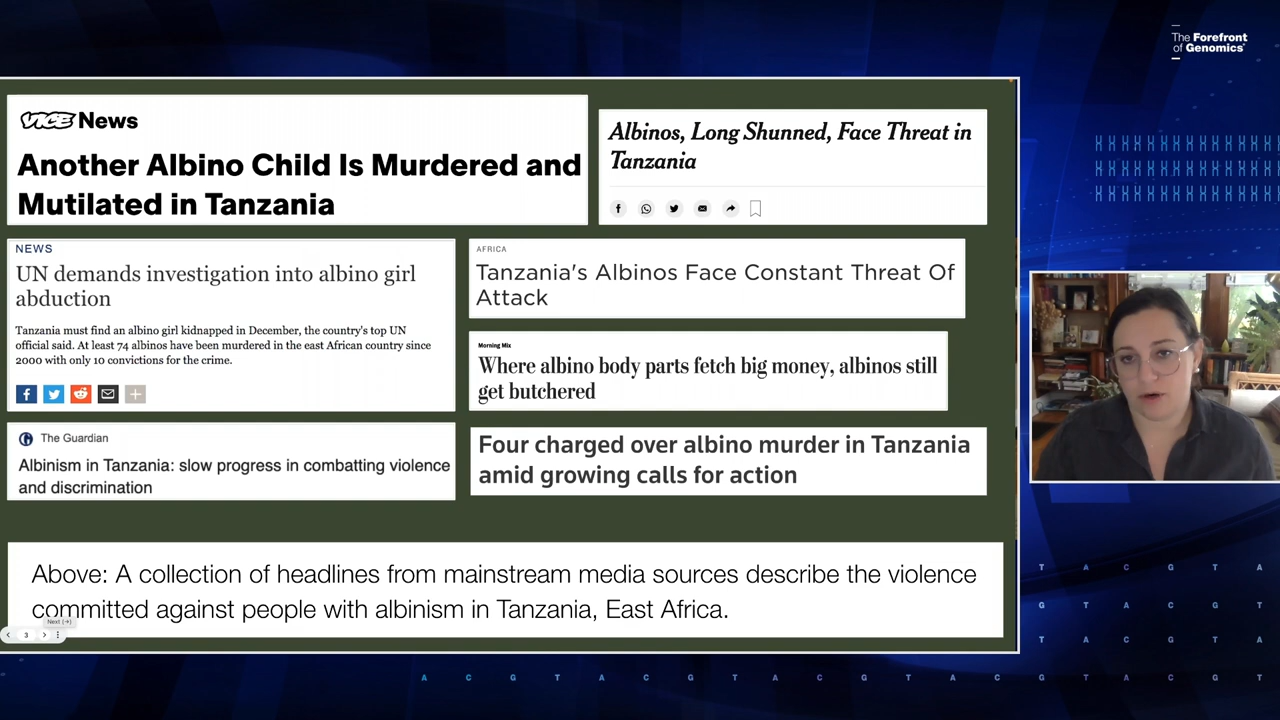 The Forefront
of Genomics
VICE News
Another Albino Child Is Murdered and
Mutilated in Tanzania
Albinos, Long Shunned, Face Threat in
Tanzania
NEWS
UN demands investigation into albino girl
abduction
Tanzania must find an albino girl kidnapped in December, the country's top UN
official said. At least 74 albinos have been murdered in the east African country since
2000 with only 10 convictions for the crime.
AFRICA
Tanzania's Albinos Face Constant Threat Of
Attack
Morning Mix
Where albino body parts fetch big money, albinos still
get butchered
The Guardian
Albinism in Tanzania: slow progress in combatting violence
and discrimination
Four charged over albino murder in Tanzania
amid growing calls for action
Above: A collection of headlines from mainstream media sources describe the violence
committed against people with albinism in Tanzania, East Africa.
Next (→)
3
T A C G T A
G T A C G T
T A C G T A
A C G T A C G T A C G T A C G T A C G T